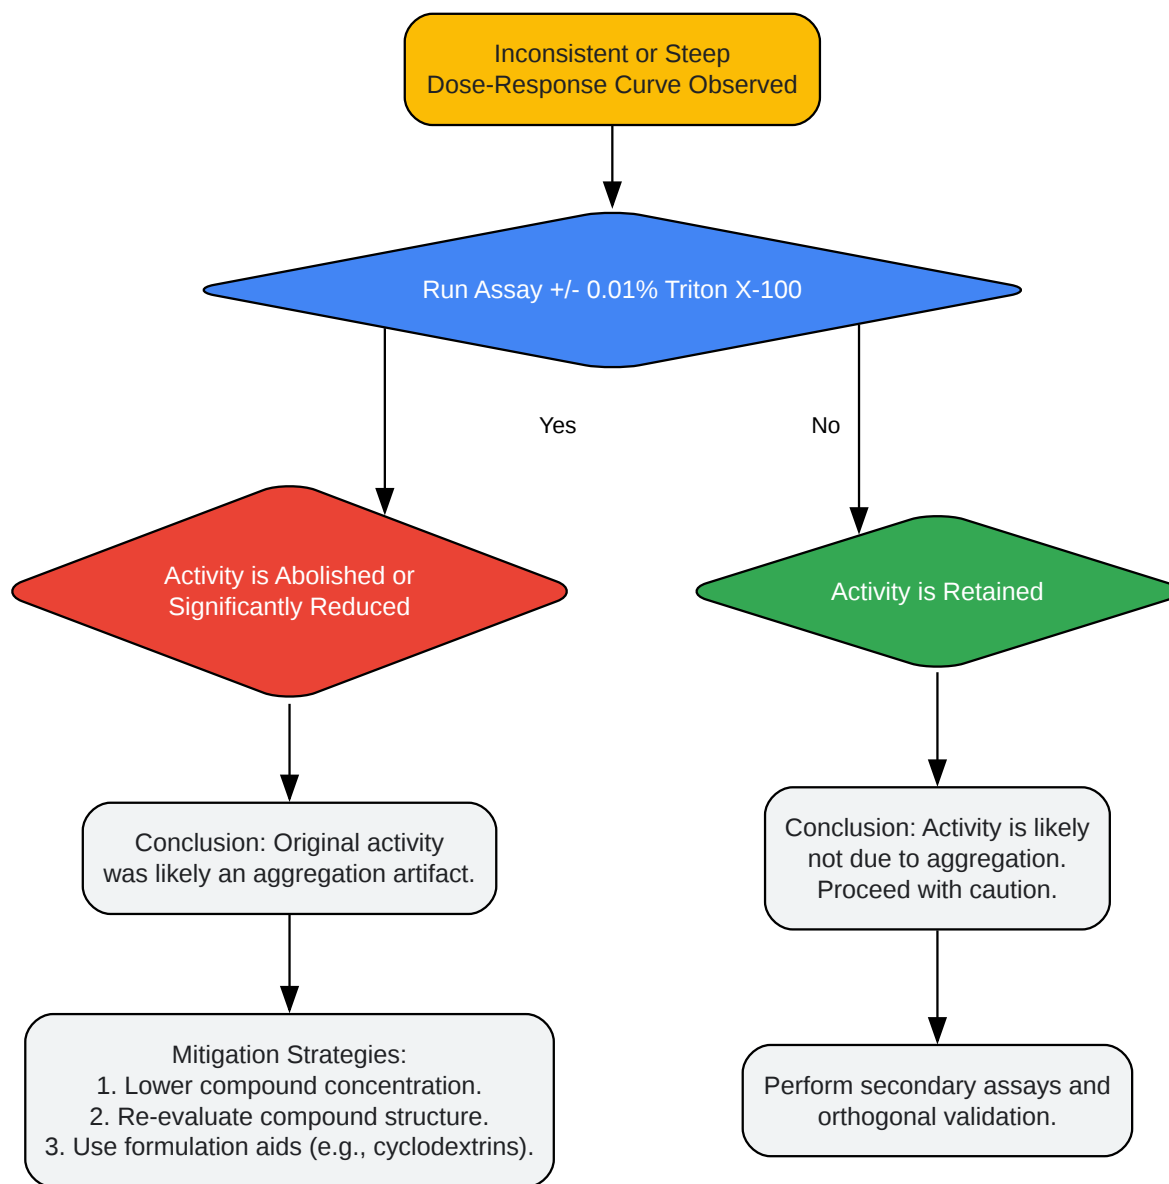 Inconsistent or Steep
Dose-Response Curve Observed
Run Assay +/- 0.01% Triton X-100
Yes
No
Activity is Abolished or
Significantly Reduced
Activity is Retained
Conclusion: Original activity
was likely an aggregation artifact.
Conclusion: Activity is likely
not due to aggregation.
Proceed with caution.
Mitigation Strategies:
1. Lower compound concentration.
2. Re-evaluate compound structure.
3. Use formulation aids (e.g., cyclodextrins).
Perform secondary assays and
orthogonal validation.